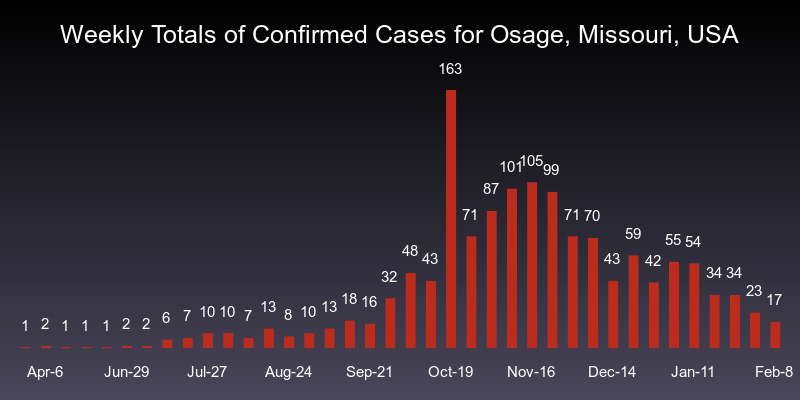 Weekly Totals of Confirmed Cases for Osage, Missouri, USA
163
101 105 99
87
71 71 70
59
48 43 43 42 55 54
32 34 34
1 2 1 1 1 2 2 6 7 10 10 7 13 8 10 13 18 16 23 17
Apr-6 Jun-29 Jul-27 Aug-24 Sep-21 Oct-19 Nov-16 Dec-14 Jan-11 Feb-8